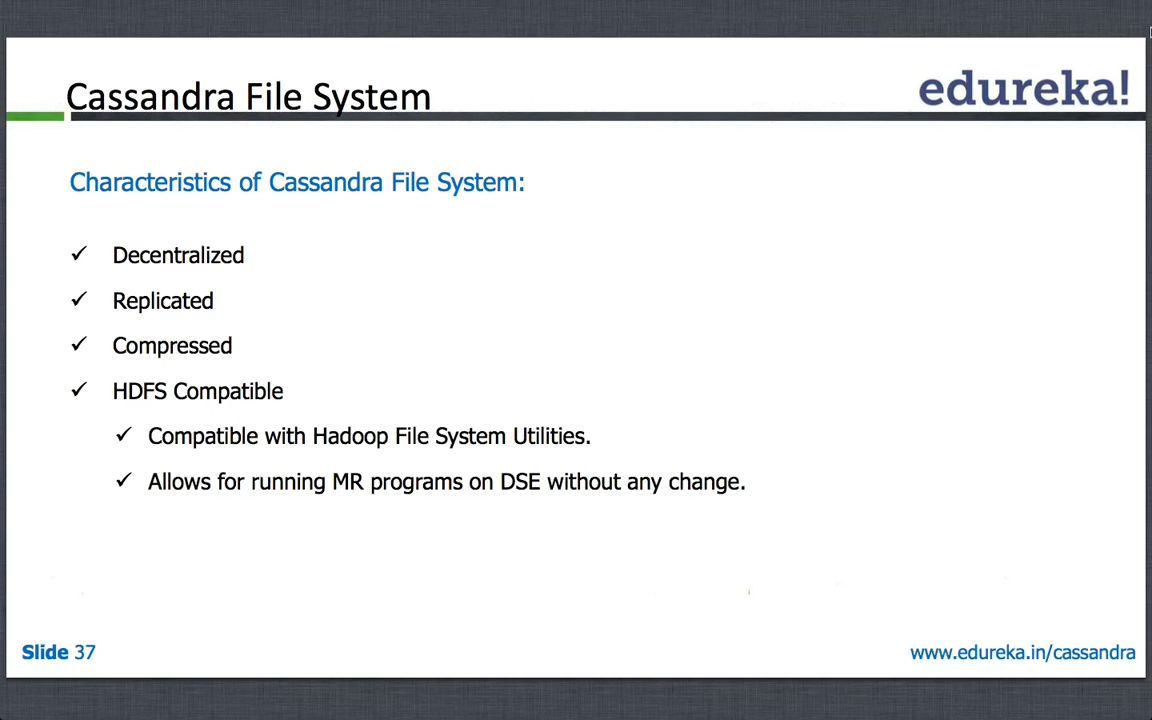 Cassandra File System
edureka!
Characteristics of Cassandra File System:
✓ Decentralized
✓ Replicated
✓ Compressed
✓ HDFS Compatible
✓ Compatible with Hadoop File System Utilities.
✓ Allows for running MR programs on DSE without any change.
Slide 37
www.edureka.in/cassandra